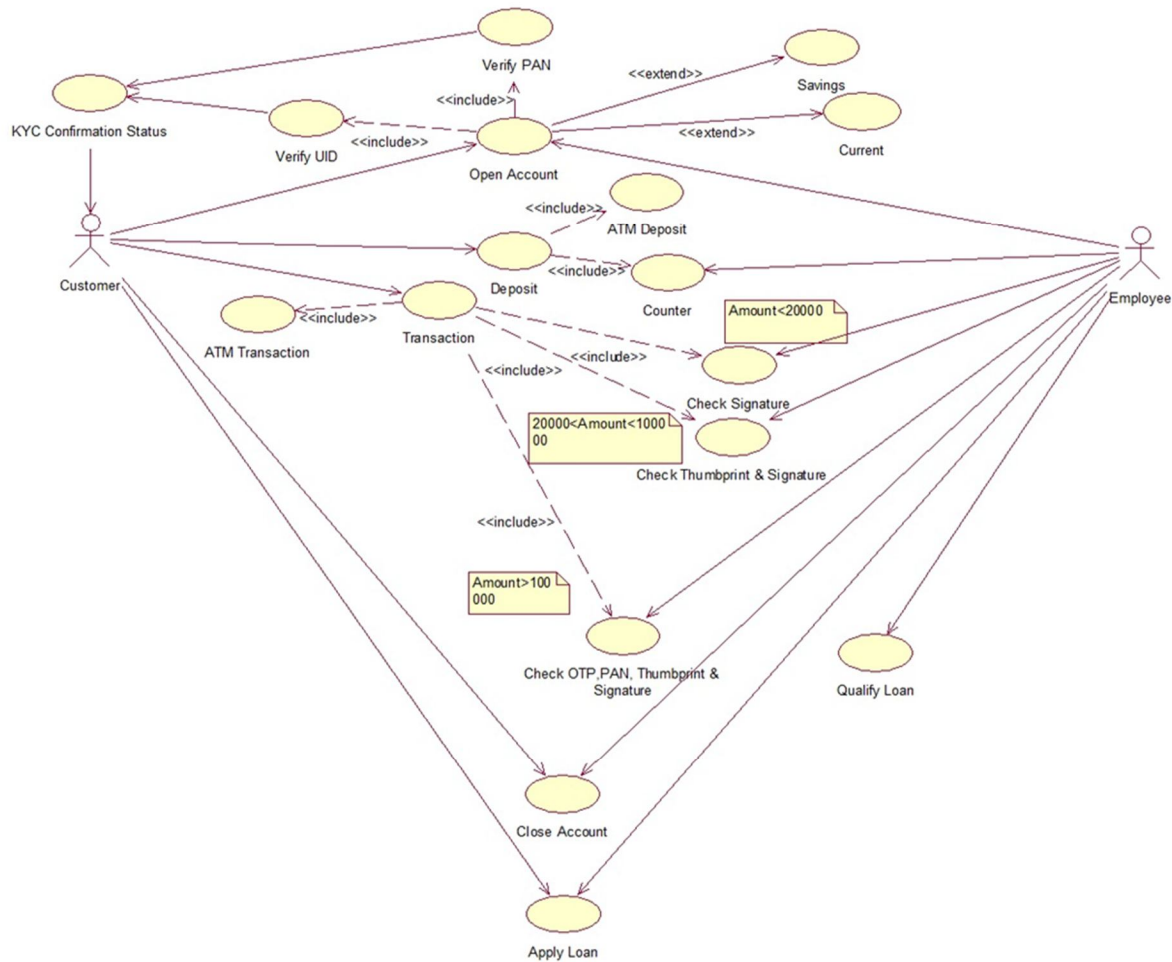 Verify PAN
<<extend>>
Savings
<<include>>
KYC Confirmation Status
Verify UID
<<include>>
Open Account
<<extend>>
Current
<<include>>
ATM Deposit
Customer
Deposit
<<include>>
Counter
Employee
<<include>>
ATM Transaction
Transaction
Amount<20000
<<include>>
<<include>>
Check Signature
20000<Amount<1000
00
Check Thumbprint & Signature
<<include>>
Amount>100
000
Check OTP,PAN, Thumbprint &
Signature
Qualify Loan
Close Account
Apply Loan